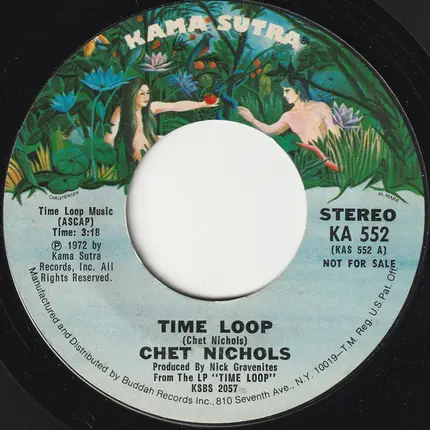 KAMA SUTRA®
CHRISTENSEN
M. MARK
Time Loop Music
(ASCAP)
Time: 3:18
℗ 1972 by
Kama Sutra
Records, Inc. All
Rights Reserved
STEREO
KA 552
(KAS 552 A)
NOT FOR SALE
TIME LOOP
(Chet Nichols)
CHET NICHOLS
Produced By Nick Gravenites
From The LP "TIME LOOP"
KSBS 2057
Manufactured and Distributed by Buddah Records Inc., 810 Seventh Ave., N.Y. 10019–T.M. Reg. U.S. Pat. Off.